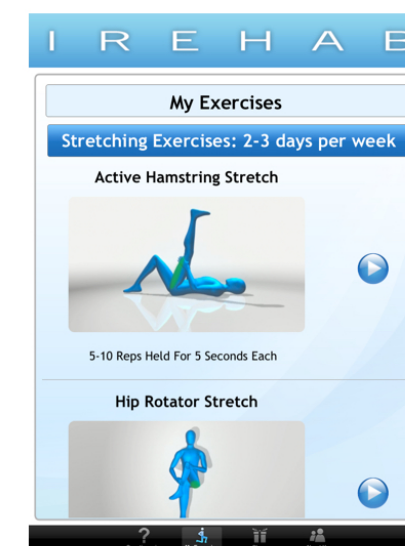 I REHAB
My Exercises
Stretching Exercises: 2-3 days per week
Active Hamstring Stretch
5-10 Reps Held For 5 Seconds Each
Hip Rotator Stretch
?